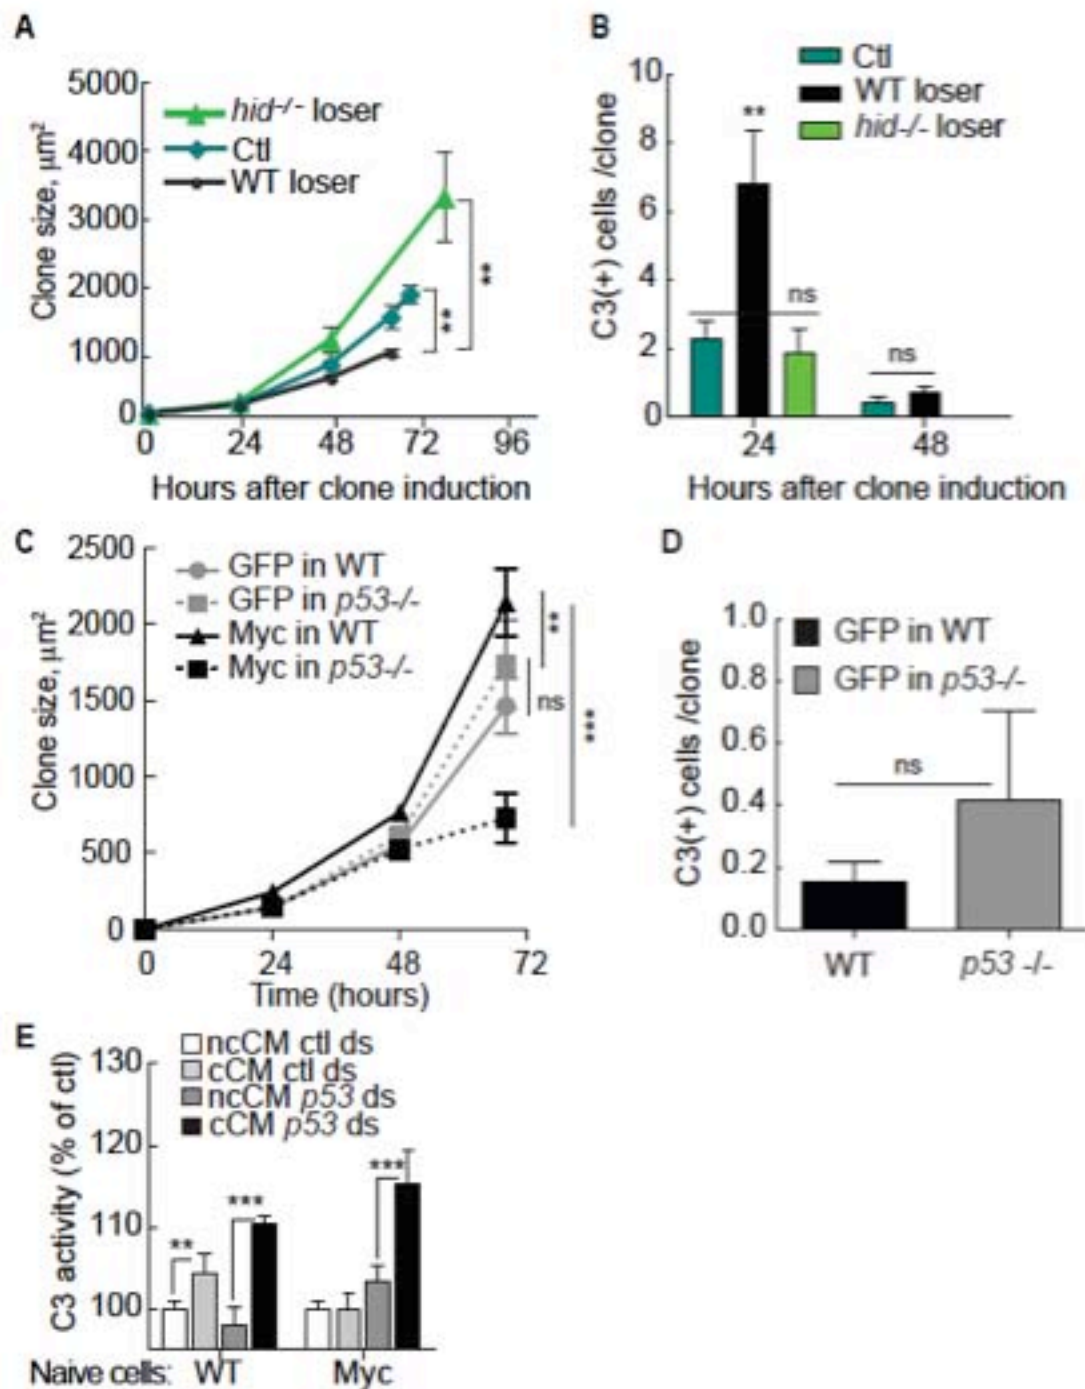 A
5000
4000
3000
2000
1000
0
Clone size, µm²
hid-/- loser
Ctl
WT loser
**
**
0 24 48 72 96
Hours after clone induction
B
10
8
6
4
2
0
C3(+) cells /clone
Ctl
WT loser
hid-/- loser
**
ns
ns
24 48
Hours after clone induction
C
2500
2000
1500
1000
500
0
Clone size, µm²
GFP in WT
GFP in p53-/-
Myc in WT
Myc in p53-/-
**
ns
***
0 24 48 72
Time (hours)
D
1.0
0.8
0.6
0.4
0.2
0.0
C3(+) cells /clone
GFP in WT
GFP in p53-/-
ns
WT p53 -/-
E
130
120
110
100
C3 activity (% of ctl)
ncCM ctl ds
cCM ctl ds
ncCM p53 ds
cCM p53 ds
**
***
***
Naive cells: WT Myc